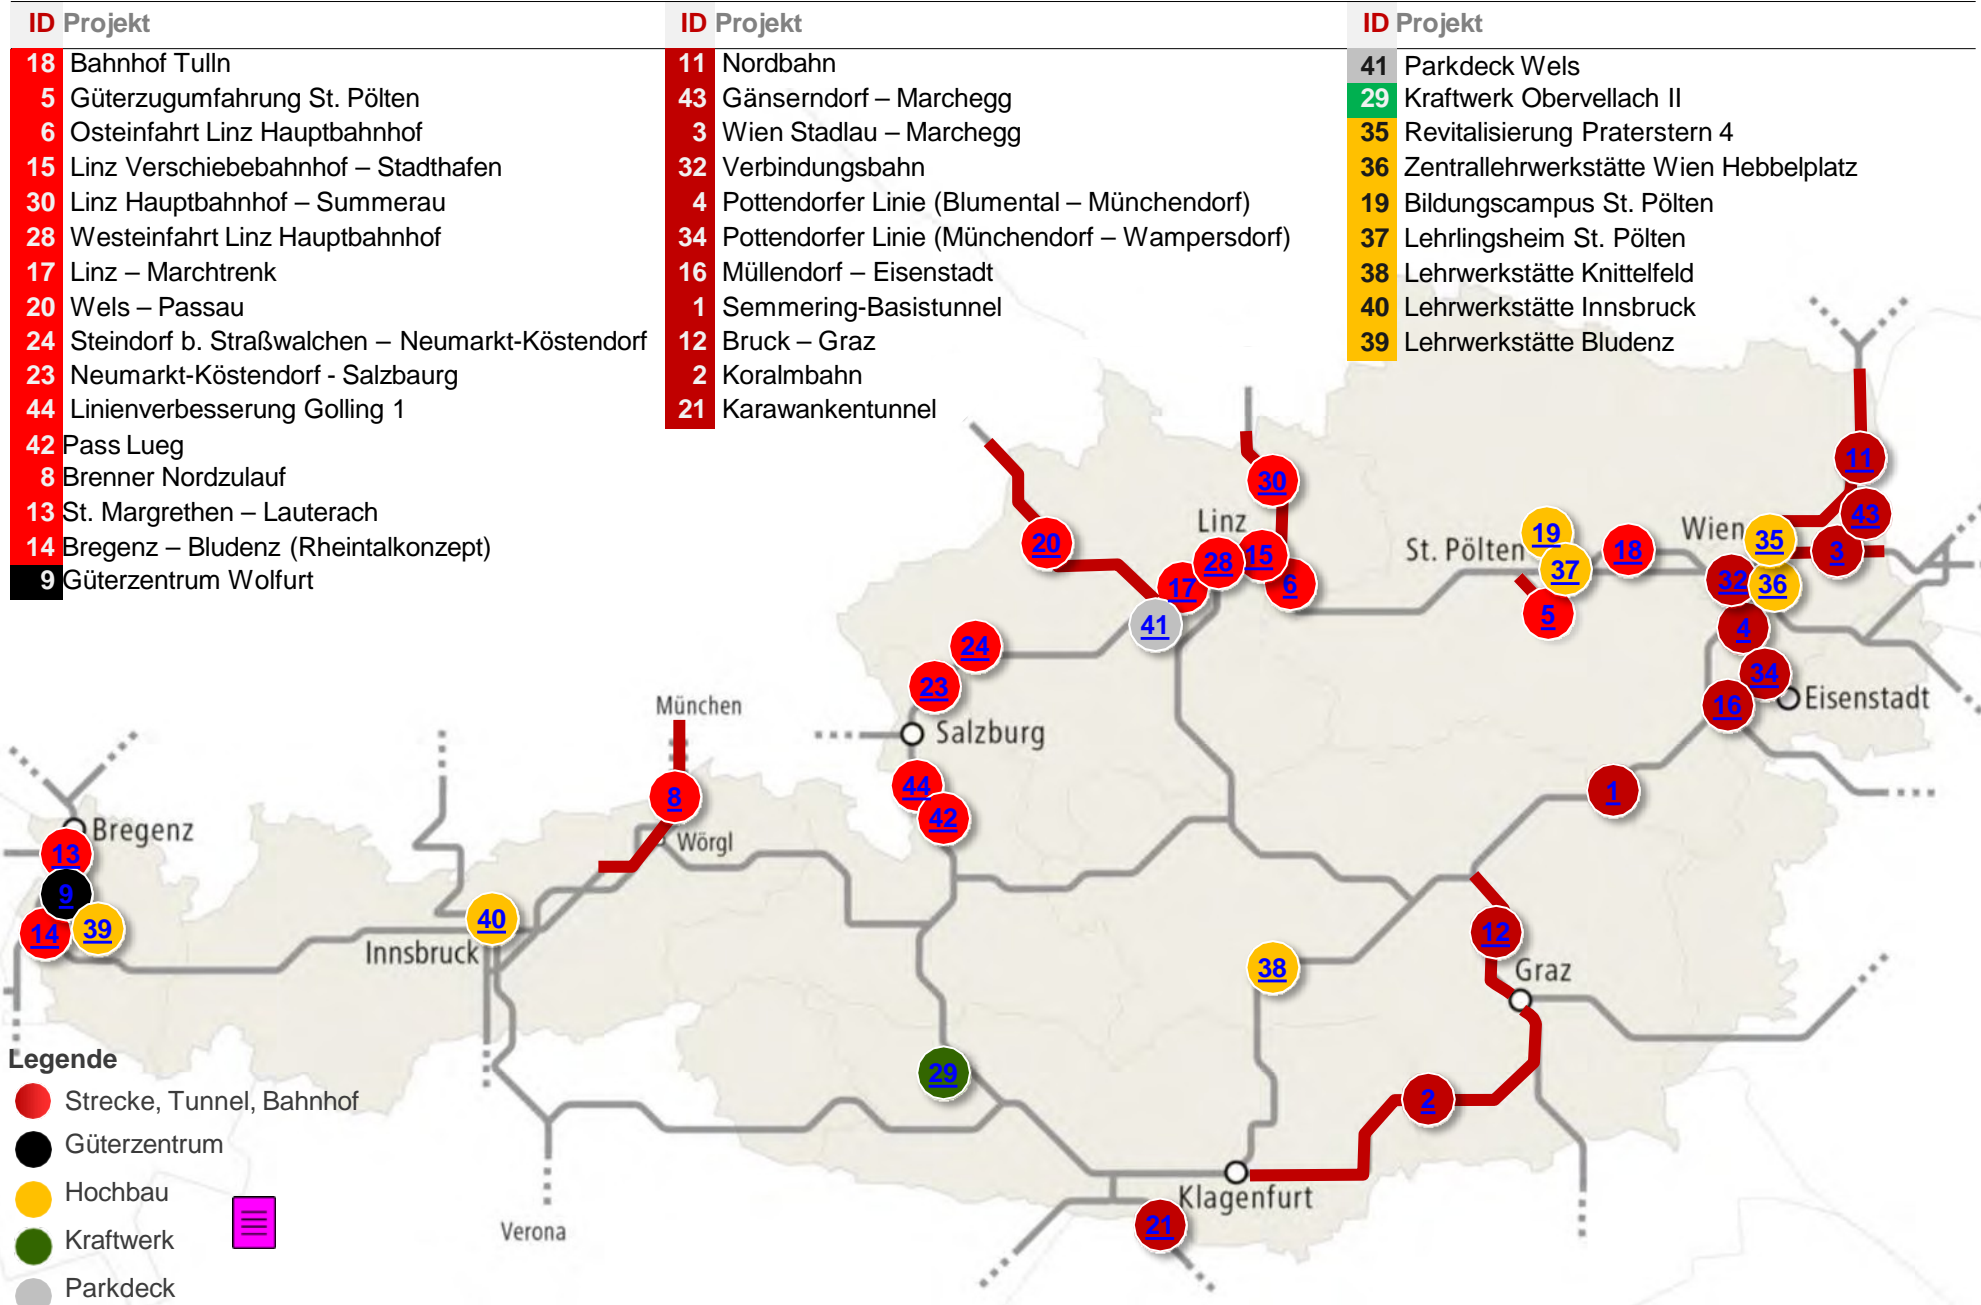 ID Projekt
18 Bahnhof Tulln
5 Güterzugumfahrung St. Pölten
6 Osteinfahrt Linz Hauptbahnhof
15 Linz Verschiebebahnhof – Stadthafen
30 Linz Hauptbahnhof – Summerau
28 Westeinfahrt Linz Hauptbahnhof
17 Linz – Marchtrenk
20 Wels – Passau
24 Steindorf b. Straßwalchen – Neumarkt-Köstendorf
23 Neumarkt-Köstendorf - Salzbaurg
44 Linienverbesserung Golling 1
42 Pass Lueg
8 Brenner Nordzulauf
13 St. Margrethen – Lauterach
14 Bregenz – Bludenz (Rheintalkonzept)
9 Güterzentrum Wolfurt
ID Projekt
11 Nordbahn
43 Gänserndorf – Marchegg
3 Wien Stadlau – Marchegg
32 Verbindungsbahn
4 Pottendorfer Linie (Blumental – Münchendorf)
34 Pottendorfer Linie (Münchendorf – Wampersdorf)
16 Müllendorf – Eisenstadt
1 Semmering-Basistunnel
12 Bruck – Graz
2 Koralmbahn
21 Karawankentunnel
ID Projekt
41 Parkdeck Wels
29 Kraftwerk Obervellach II
35 Revitalisierung Praterstern 4
36 Zentrallehrwerkstätte Wien Hebbelplatz
19 Bildungscampus St. Pölten
37 Lehrlingsheim St. Pölten
38 Lehrwerkstätte Knittelfeld
40 Lehrwerkstätte Innsbruck
39 Lehrwerkstätte Bludenz
11
30
43
Linz
Wien
19
35
20
St. Pölten
18
3
28
15
37
32
36
17
6
5
41
4
24
34
23
Eisenstadt
16
München
Salzburg
44
1
8
42
Bregenz
Wörgl
13
9
40
39
14
12
Innsbruck
38
Graz
29
2
Klagenfurt
21
Verona
Legende
Strecke, Tunnel, Bahnhof
Güterzentrum
Hochbau
Kraftwerk
Parkdeck